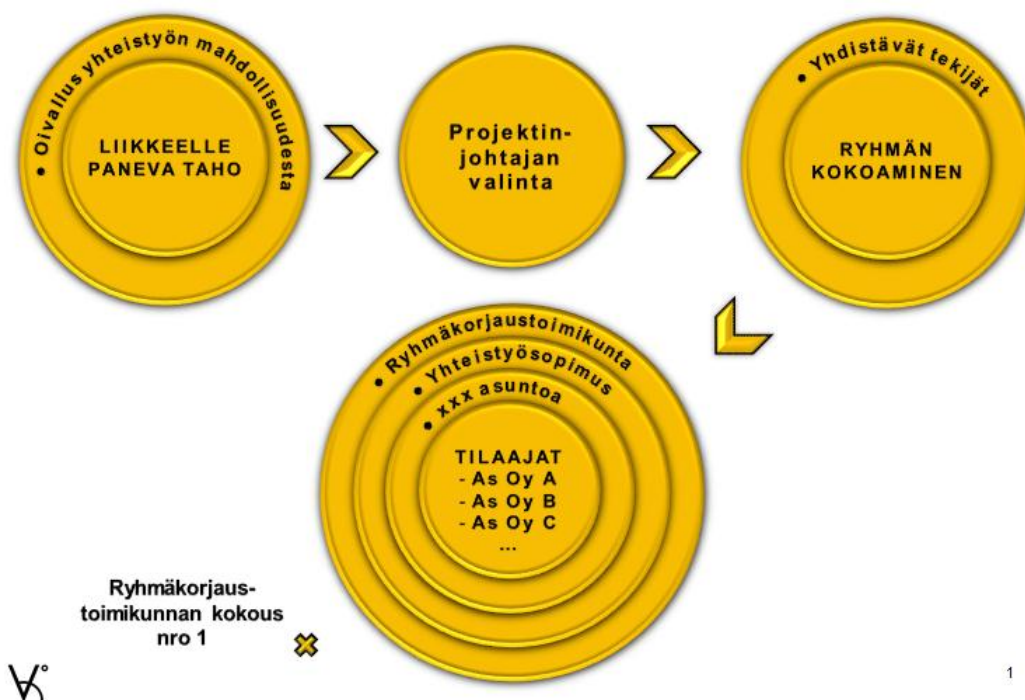 • Oivallus yhteistyön mahdollisuudesta
LIIKKEELLE
PANEVA TAHO
Projektin-
johtajan
valinta
• Yhdistävät tekijät
RYHMÄN
KOKOAMINEN
• Ryhmäkorjaustoimikunta
• Yhteistyösopimus
• xxx asuntoa
TILAAJAT
- As Oy A
- As Oy B
- As Oy C
...
Ryhmäkorjaus-
toimikunnan kokous
nro 1
1